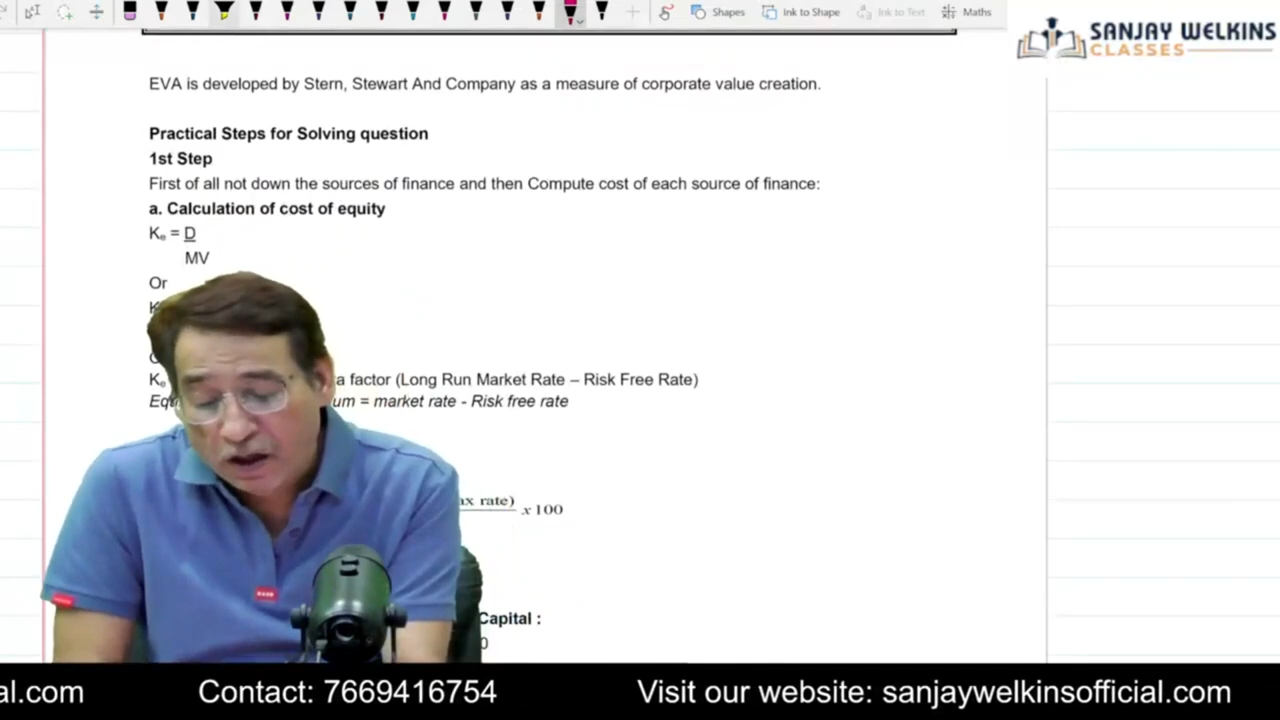 Shapes
Ink to Shape
Ink to Text
Maths
SANJAY WELKINS
CLASSES
EVA is developed by Stern, Stewart And Company as a measure of corporate value creation.
Practical Steps for Solving question
1st Step
First of all not down the sources of finance and then Compute cost of each source of finance:
a. Calculation of cost of equity
Ke = D
MV
Or
Ke a factor (Long Run Market Rate – Risk Free Rate)
= market rate - Risk free rate
rate)
x 100
Capital :
0
al.com Contact: 7669416754 Visit our website: sanjaywelkinsofficial.com